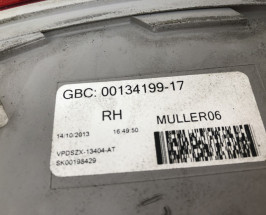 GBC: 00134199-17
RH MULLER06
14/10/2013 16:49:50
VPDSZX-13404-AT
SK00198429